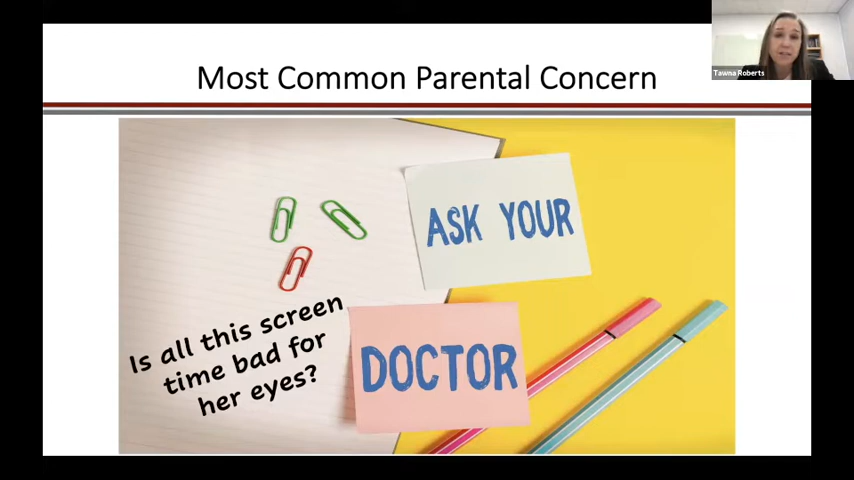 Most Common Parental Concern
Tawna Roberts
ASK YOUR
DOCTOR
Is all this screen
time bad for
her eyes?